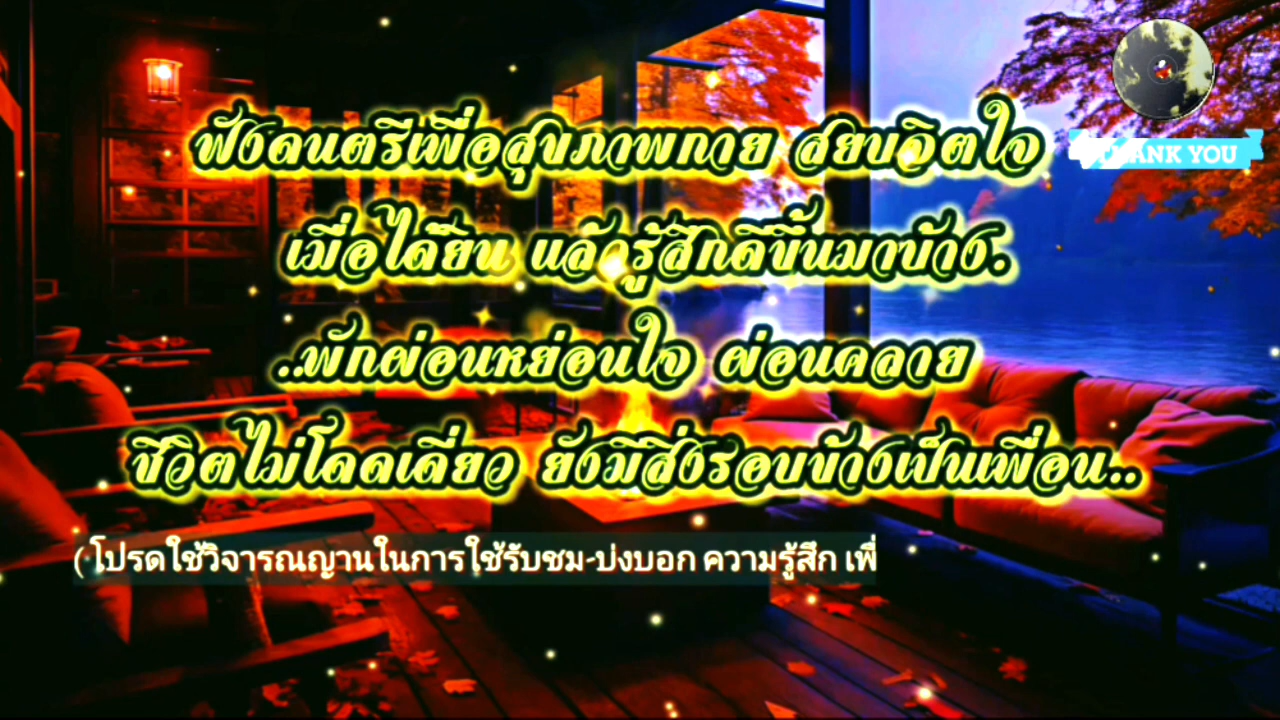 ฟังดนตรีเพื่อสุขภาพกาย สยบจิตใจ
THANK YOU
เมื่อได้ยิน แล้วรู้สึกดีขึ้นมาบ้าง.
..พักผ่อนหย่อนใจ ผ่อนคลาย
ชีวิตไม่โดดเดี่ยว ยังมีสิ่งรอบข้างเป็นเพื่อน..
( โปรดใช้วิจารณญานในการใช้รับชม-บ่งบอก ความรู้สึก เพื่